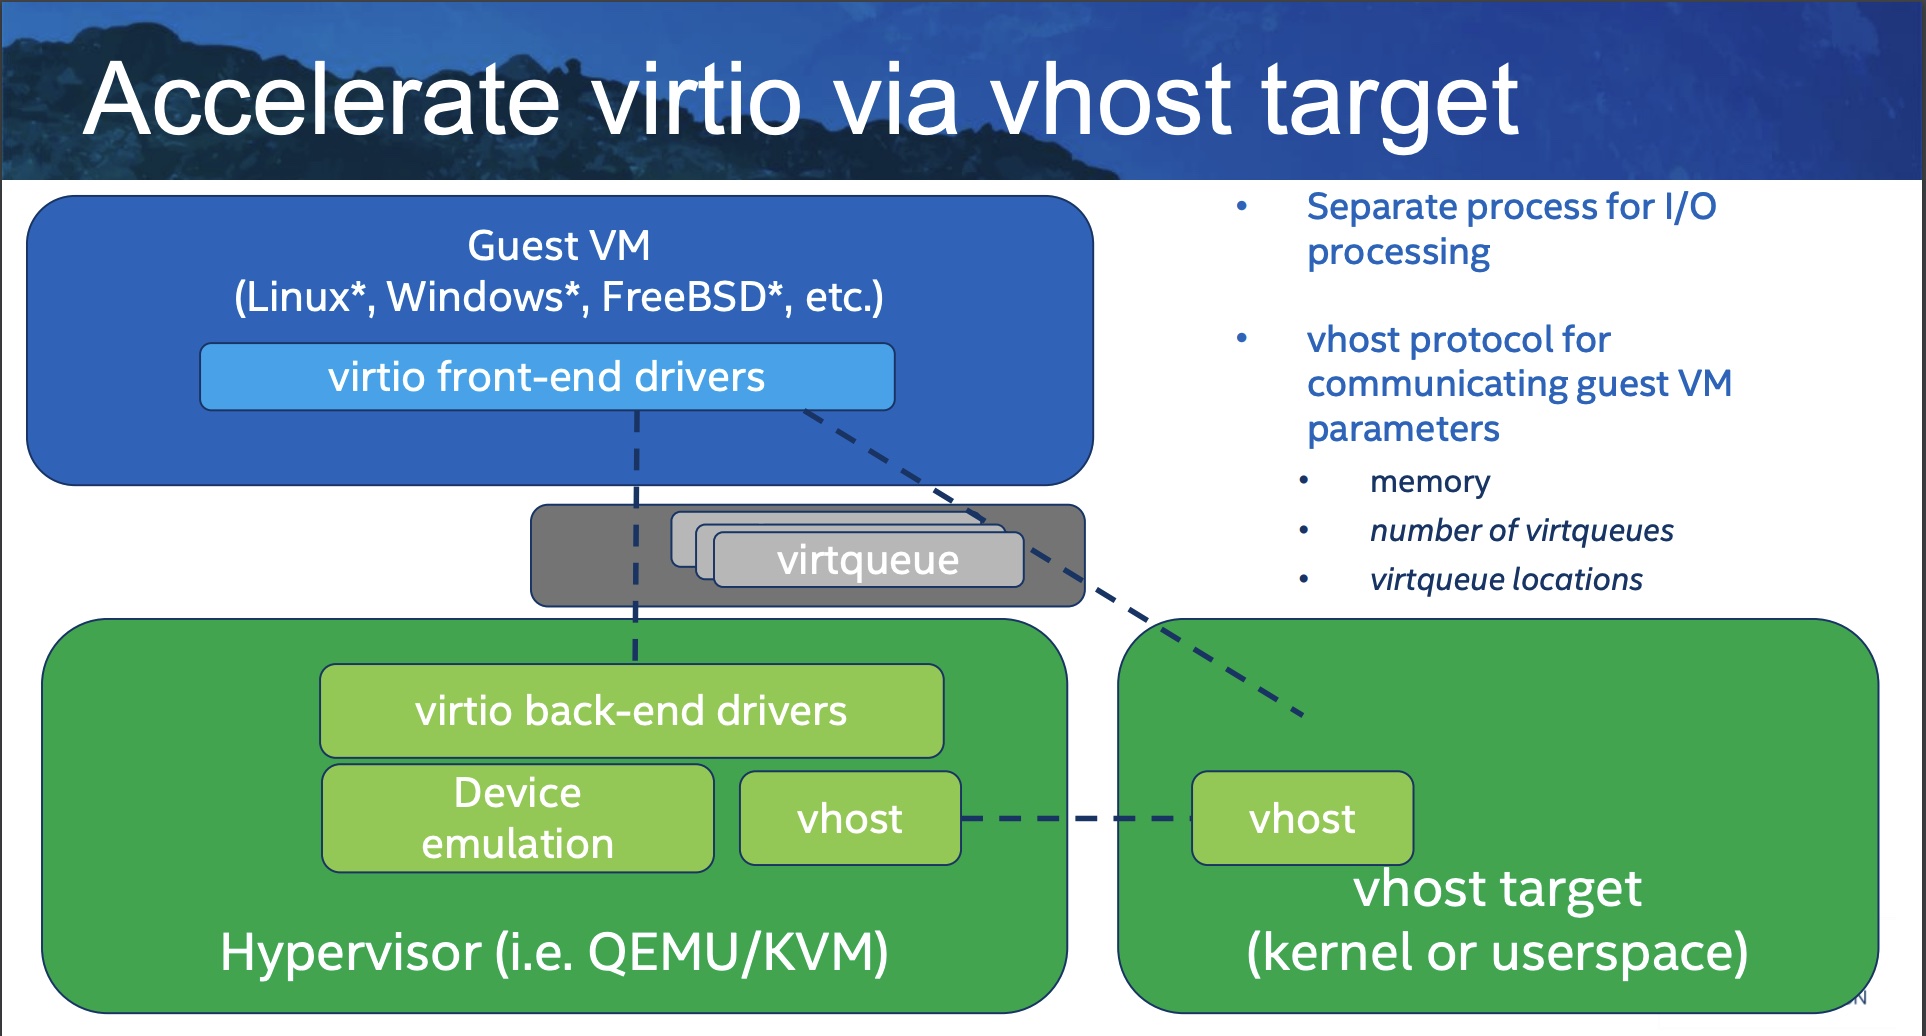 Accelerate virtio via vhost target
Guest VM
(Linux*, Windows*, FreeBSD*, etc.)
virtio front-end drivers
virtqueue
virtio back-end drivers
Device
emulation
vhost
Hypervisor (i.e. QEMU/KVM)
• Separate process for I/O
processing
• vhost protocol for
communicating guest VM
parameters
• memory
• number of virtqueues
• virtqueue locations
vhost
vhost target
(kernel or userspace)